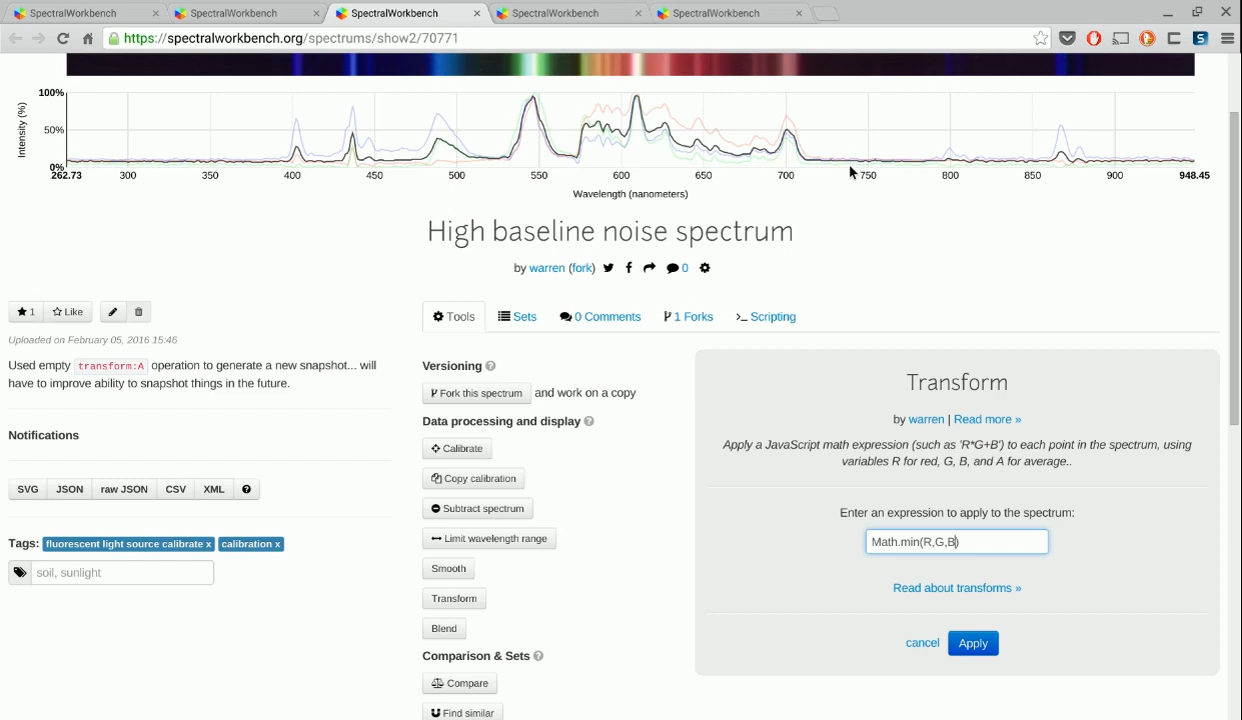 SpectralWorkbench
SpectralWorkbench
SpectralWorkbench
SpectralWorkbench
SpectralWorkbench
https://spectralworkbench.org/spectrums/show2/70771
100%
50%
0%
Intensity (%)
262.73
300
350
400
450
500
550
600
650
700
750
800
850
900
948.45
Wavelength (nanometers)
High baseline noise spectrum
by warren (fork) 0
1 Like
Uploaded on February 05, 2016 15:46
Used empty transform:A operation to generate a new snapshot... will
have to improve ability to snapshot things in the future.
Notifications
SVG JSON raw JSON CSV XML ?
Tags: fluorescent light source calibrate x calibration x
soil, sunlight
Tools Sets 0 Comments 1 Forks >_ Scripting
Versioning ?
Fork this spectrum and work on a copy
Data processing and display ?
Calibrate
Copy calibration
Subtract spectrum
Limit wavelength range
Smooth
Transform
Blend
Comparison & Sets ?
Compare
Find similar
Transform
by warren | Read more »
Apply a JavaScript math expression (such as 'R*G+B') to each point in the spectrum, using
variables R for red, G, B, and A for average..
Enter an expression to apply to the spectrum:
Math.min(R,G,B)
Read about transforms »
cancel Apply